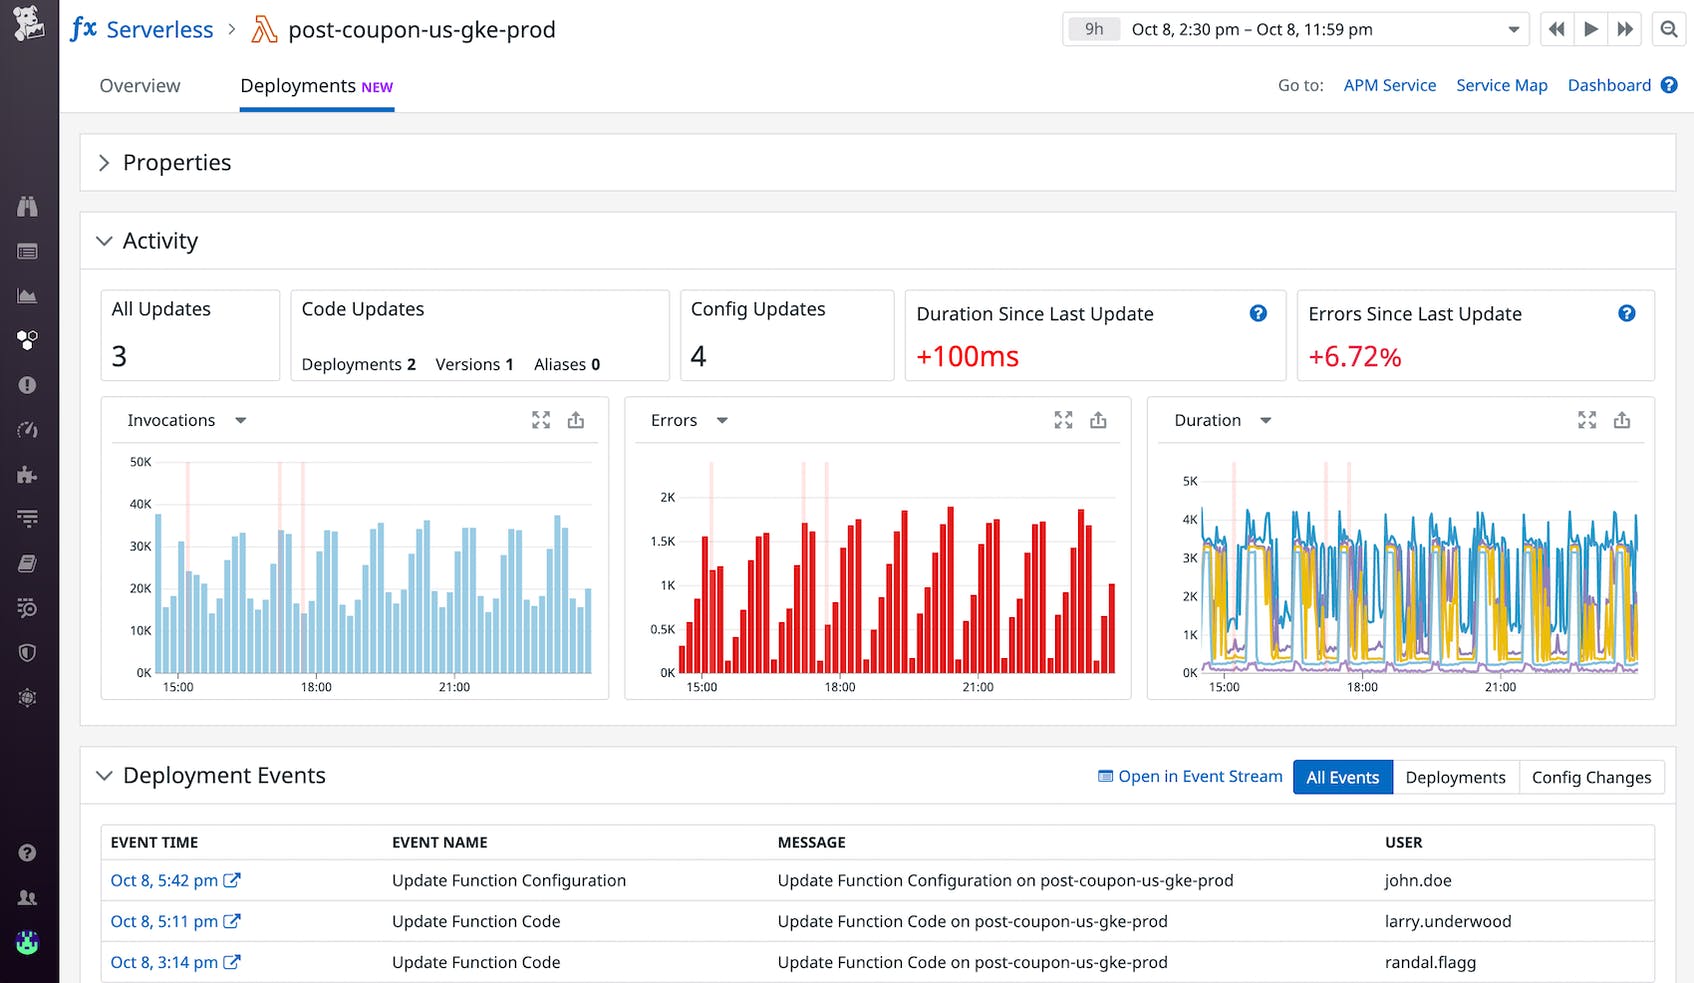 fx Serverless > post-coupon-us-gke-prod
9h Oct 8, 2:30 pm – Oct 8, 11:59 pm
Overview Deployments NEW
Go to: APM Service Service Map Dashboard ?
Properties
Activity
All Updates
3
Code Updates
Deployments 2 Versions 1 Aliases 0
Config Updates
4
Duration Since Last Update ?
+100ms
Errors Since Last Update ?
+6.72%
Invocations
50K
40K
30K
20K
10K
0K
15:00 18:00 21:00
Errors
2K
1.5K
1K
0.5K
0K
15:00 18:00 21:00
Duration
5K
4K
3K
2K
1K
0K
15:00 18:00 21:00
Deployment Events
Open in Event Stream All Events Deployments Config Changes
EVENT TIME EVENT NAME MESSAGE USER
Oct 8, 5:42 pm Update Function Configuration Update Function Configuration on post-coupon-us-gke-prod john.doe
Oct 8, 5:11 pm Update Function Code Update Function Code on post-coupon-us-gke-prod larry.underwood
Oct 8, 3:14 pm Update Function Code Update Function Code on post-coupon-us-gke-prod randal.flagg